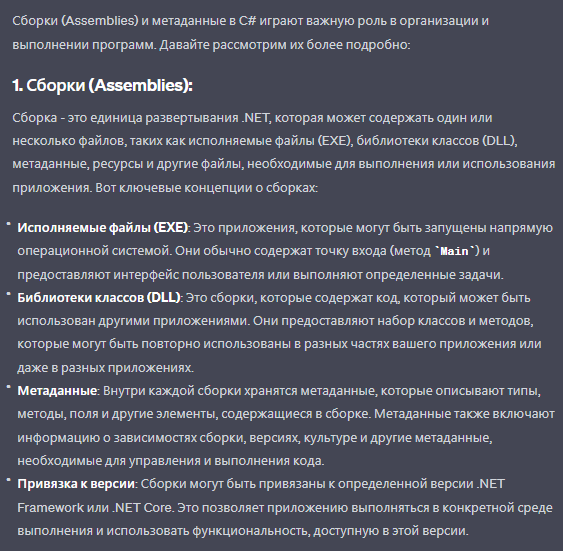 Сборки (Assemblies) и метаданные в C# играют важную роль в организации и
выполнении программ. Давайте рассмотрим их более подробно:
1. Сборки (Assemblies):
Сборка - это единица развертывания .NET, которая может содержать один или
несколько файлов, таких как исполняемые файлы (EXE), библиотеки классов (DLL),
метаданные, ресурсы и другие файлы, необходимые для выполнения или использования
приложения. Вот ключевые концепции о сборках:
• Исполняемые файлы (EXE): Это приложения, которые могут быть запущены напрямую
операционной системой. Они обычно содержат точку входа (метод `Main`) и
предоставляют интерфейс пользователя или выполняют определенные задачи.
• Библиотеки классов (DLL): Это сборки, которые содержат код, который может быть
использован другими приложениями. Они предоставляют набор классов и методов,
которые могут быть повторно использованы в разных частях вашего приложения или
даже в разных приложениях.
• Метаданные: Внутри каждой сборки хранятся метаданные, которые описывают типы,
методы, поля и другие элементы, содержащиеся в сборке. Метаданные также включают
информацию о зависимостях сборки, версиях, культуре и другие метаданные,
необходимые для управления и выполнения кода.
• Привязка к версии: Сборки могут быть привязаны к определенной версии .NET
Framework или .NET Core. Это позволяет приложению выполняться в конкретной среде
выполнения и использовать функциональность, доступную в этой версии.